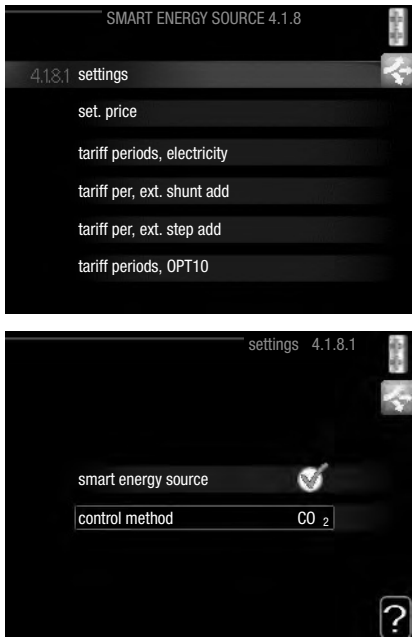 SMART ENERGY SOURCE 4.1.8
4.1.8.1 settings
set. price
tariff periods, electricity
tariff per, ext. shunt add
tariff per, ext. step add
tariff periods, OPT10
settings 4.1.8.1
smart energy source
control method CO 2
?